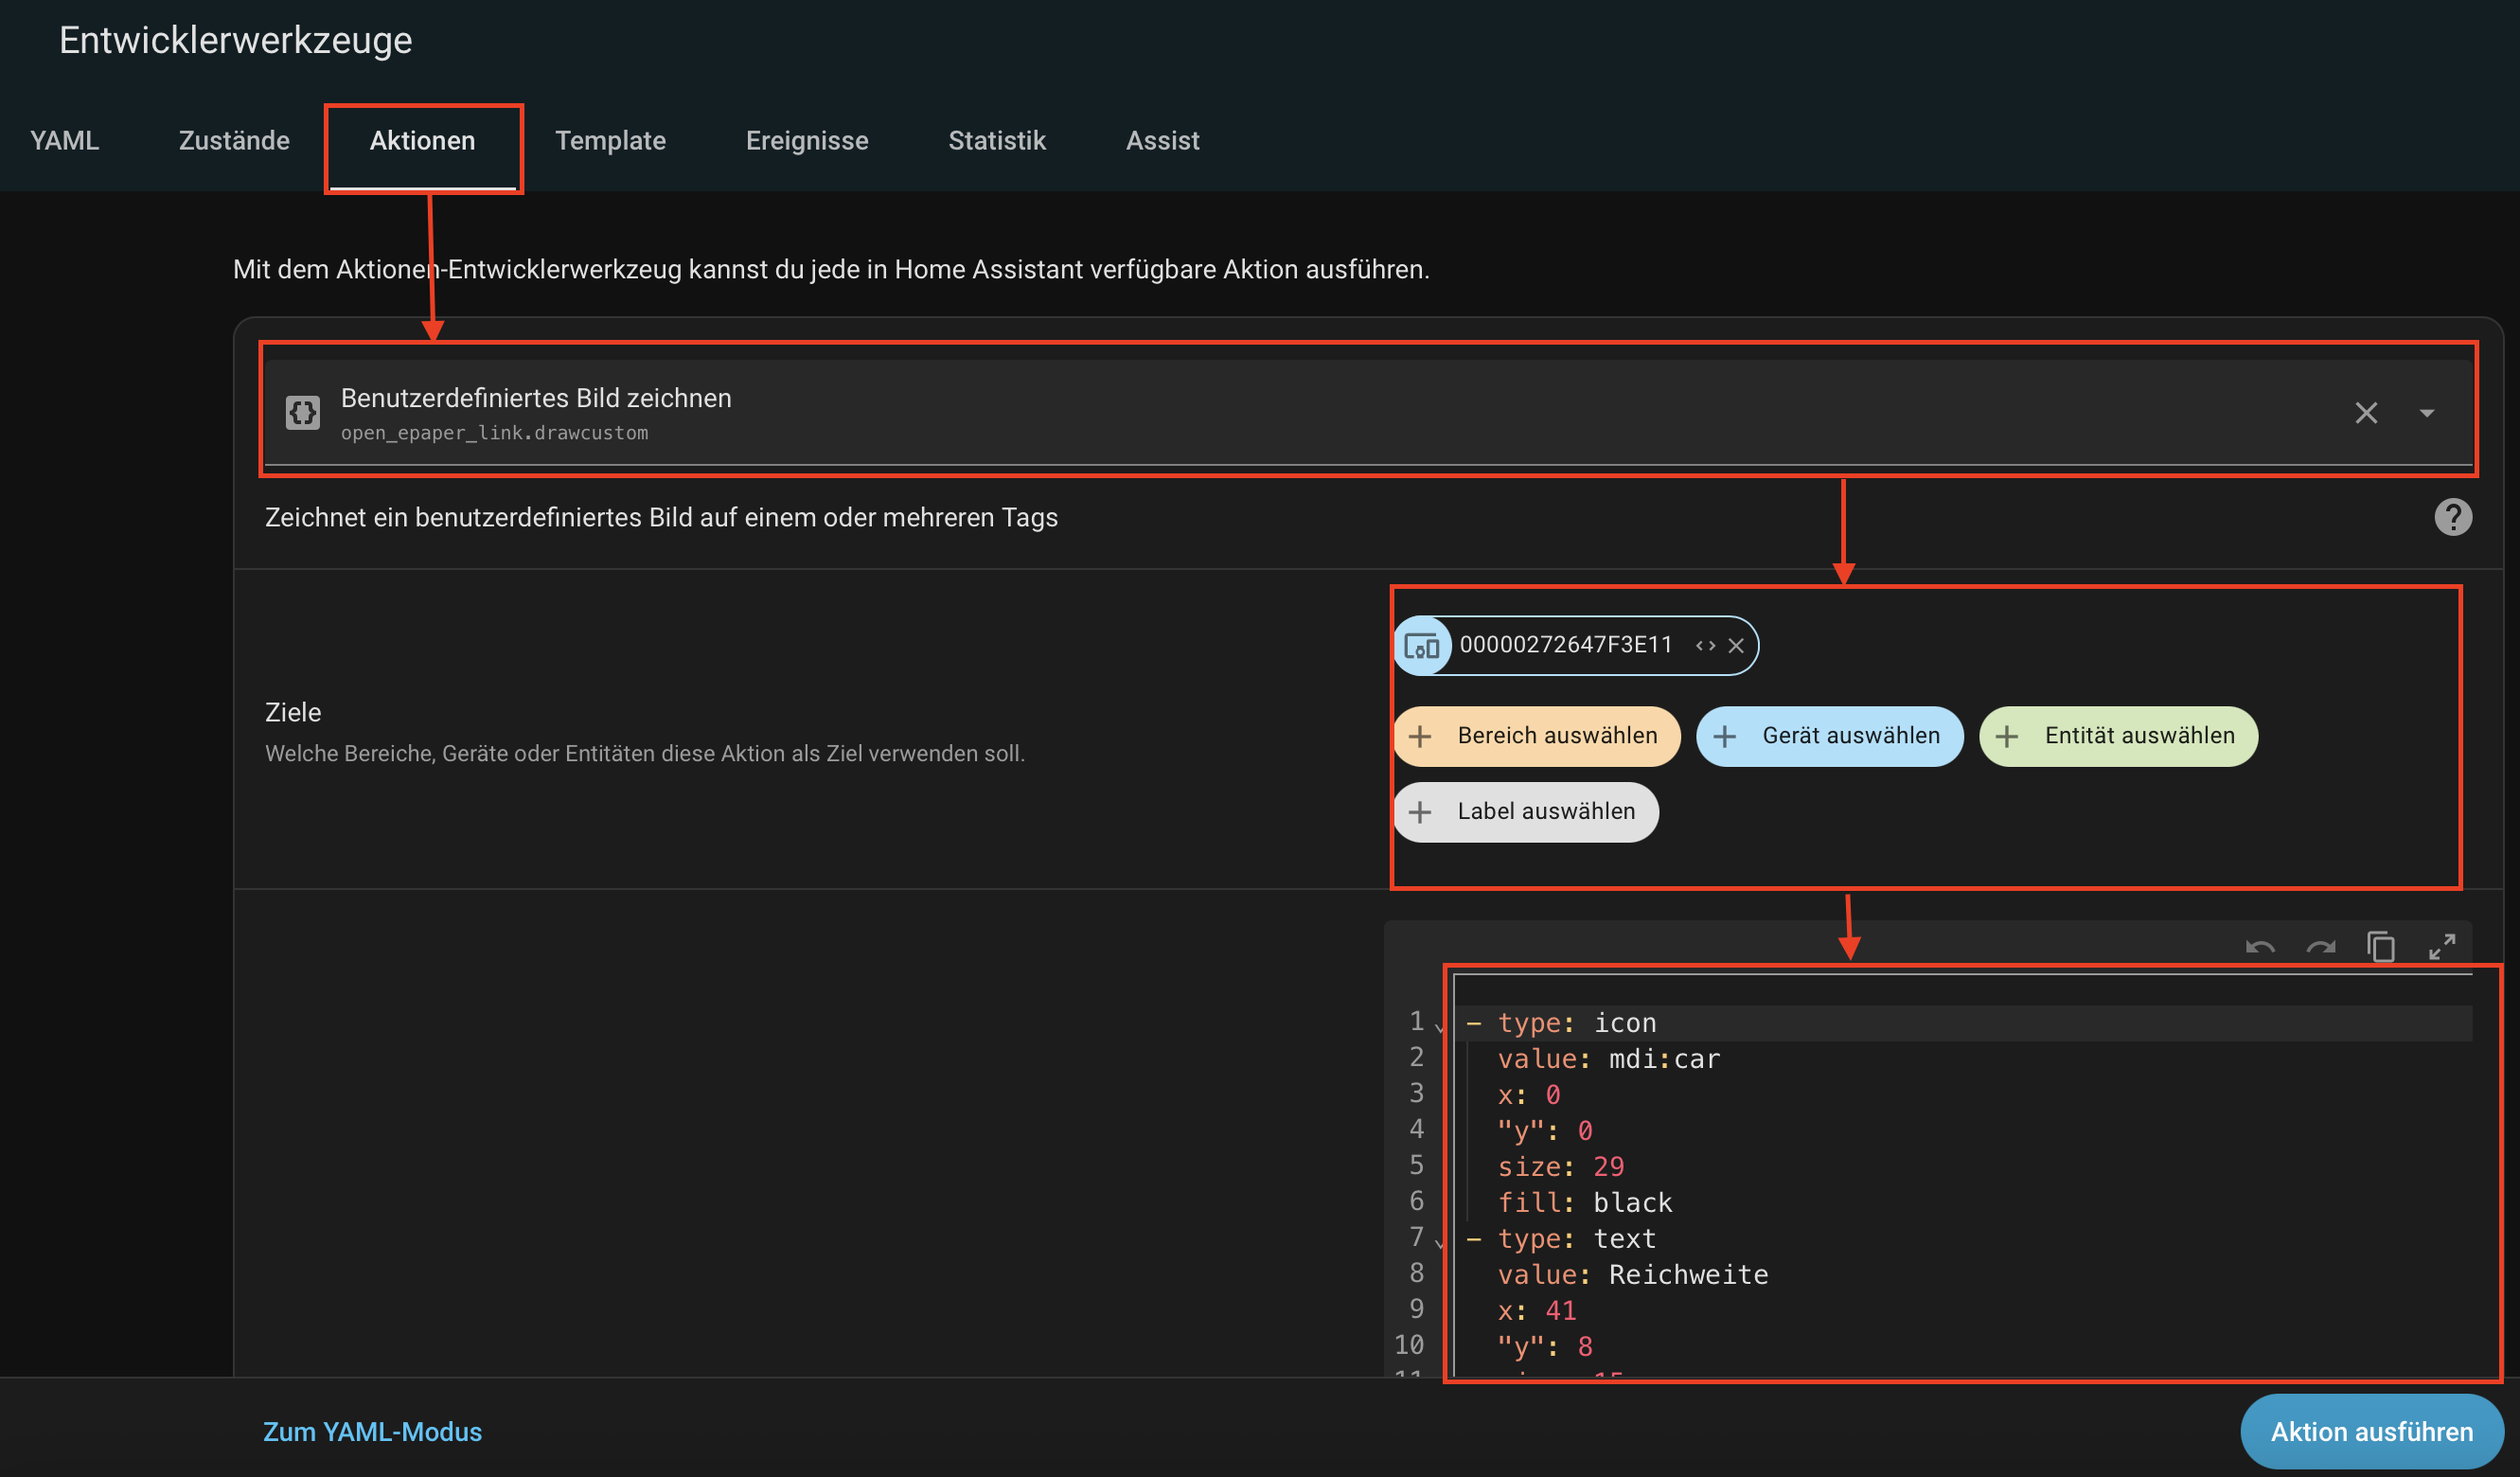 Entwicklerwerkzeuge
YAML Zustände Aktionen Template Ereignisse Statistik Assist
Mit dem Aktionen-Entwicklerwerkzeug kannst du jede in Home Assistant verfügbare Aktion ausführen.
Benutzerdefiniertes Bild zeichnen
open_epaper_link.drawcustom
Zeichnet ein benutzerdefiniertes Bild auf einem oder mehreren Tags
00000272647F3E11
Ziele
Welche Bereiche, Geräte oder Entitäten diese Aktion als Ziel verwenden soll.
Bereich auswählen Gerät auswählen Entität auswählen
Label auswählen
1 - type: icon
2 value: mdi:car
3 x: 0
4 "y": 0
5 size: 29
6 fill: black
7 - type: text
8 value: Reichweite
9 x: 41
10 "y": 8
Zum YAML-Modus Aktion ausführen